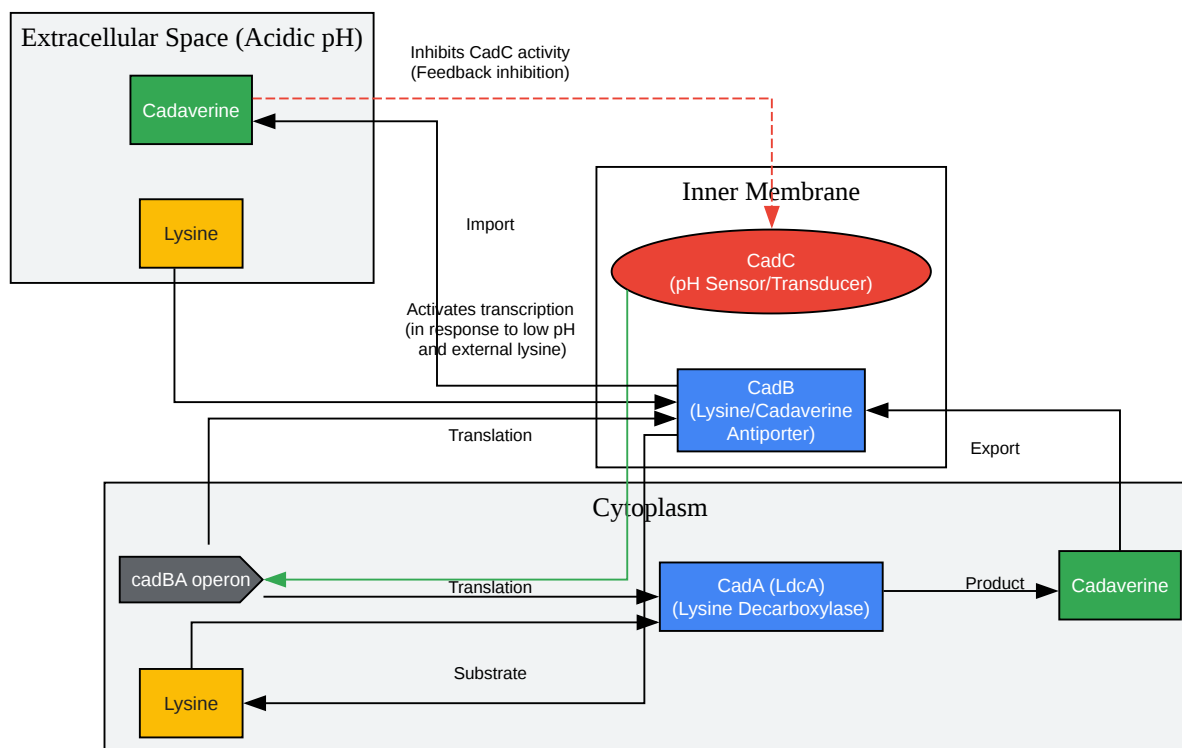 Extracellular Space (Acidic pH)
Inhibits CadC activity
(Feedback inhibition)
Cadaverine
Inner Membrane
Import
Lysine
CadC
(pH Sensor/Transducer)
Activates transcription
(in response to low pH
and external lysine)
CadB
(Lysine/Cadaverine
Antiporter)
Translation
Export
Cytoplasm
cadBA operon
Translation
CadA (LdcA)
(Lysine Decarboxylase)
Product
Cadaverine
Substrate
Lysine